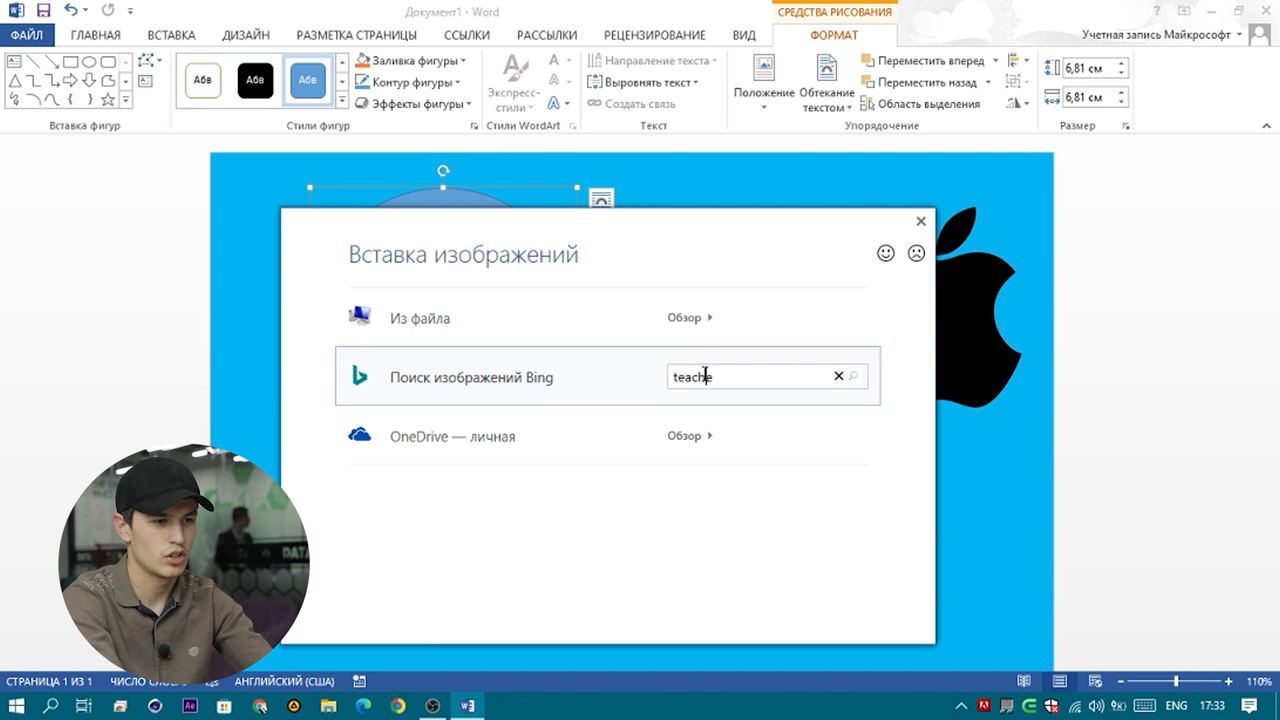 Документ1 - Word
СРЕДСТВА РИСОВАНИЯ
ФАЙЛ ГЛАВНАЯ ВСТАВКА ДИЗАЙН РАЗМЕТКА СТРАНИЦЫ ССЫЛКИ РАССЫЛКИ РЕЦЕНЗИРОВАНИЕ ВИД ФОРМАТ Учетная запись Майкрософт
Абв Абв Абв
Заливка фигуры
Контур фигуры
Эффекты фигуры
Экспресс-
стили
Направление текста
Выровнять текст
Создать связь
Положение
Обтекание
текстом
Переместить вперед
Переместить назад
Область выделения
6,81 см
6,81 см
Вставка фигур Стили фигур Стили WordArt Текст Упорядочение Размер
Вставка изображений
Из файла Обзор
Поиск изображений Bing teache
OneDrive — личная Обзор
DATA
СТРАНИЦА 1 ИЗ 1 ЧИСЛО АНГЛИЙСКИЙ (США) 110%
Ae ENG 17:33